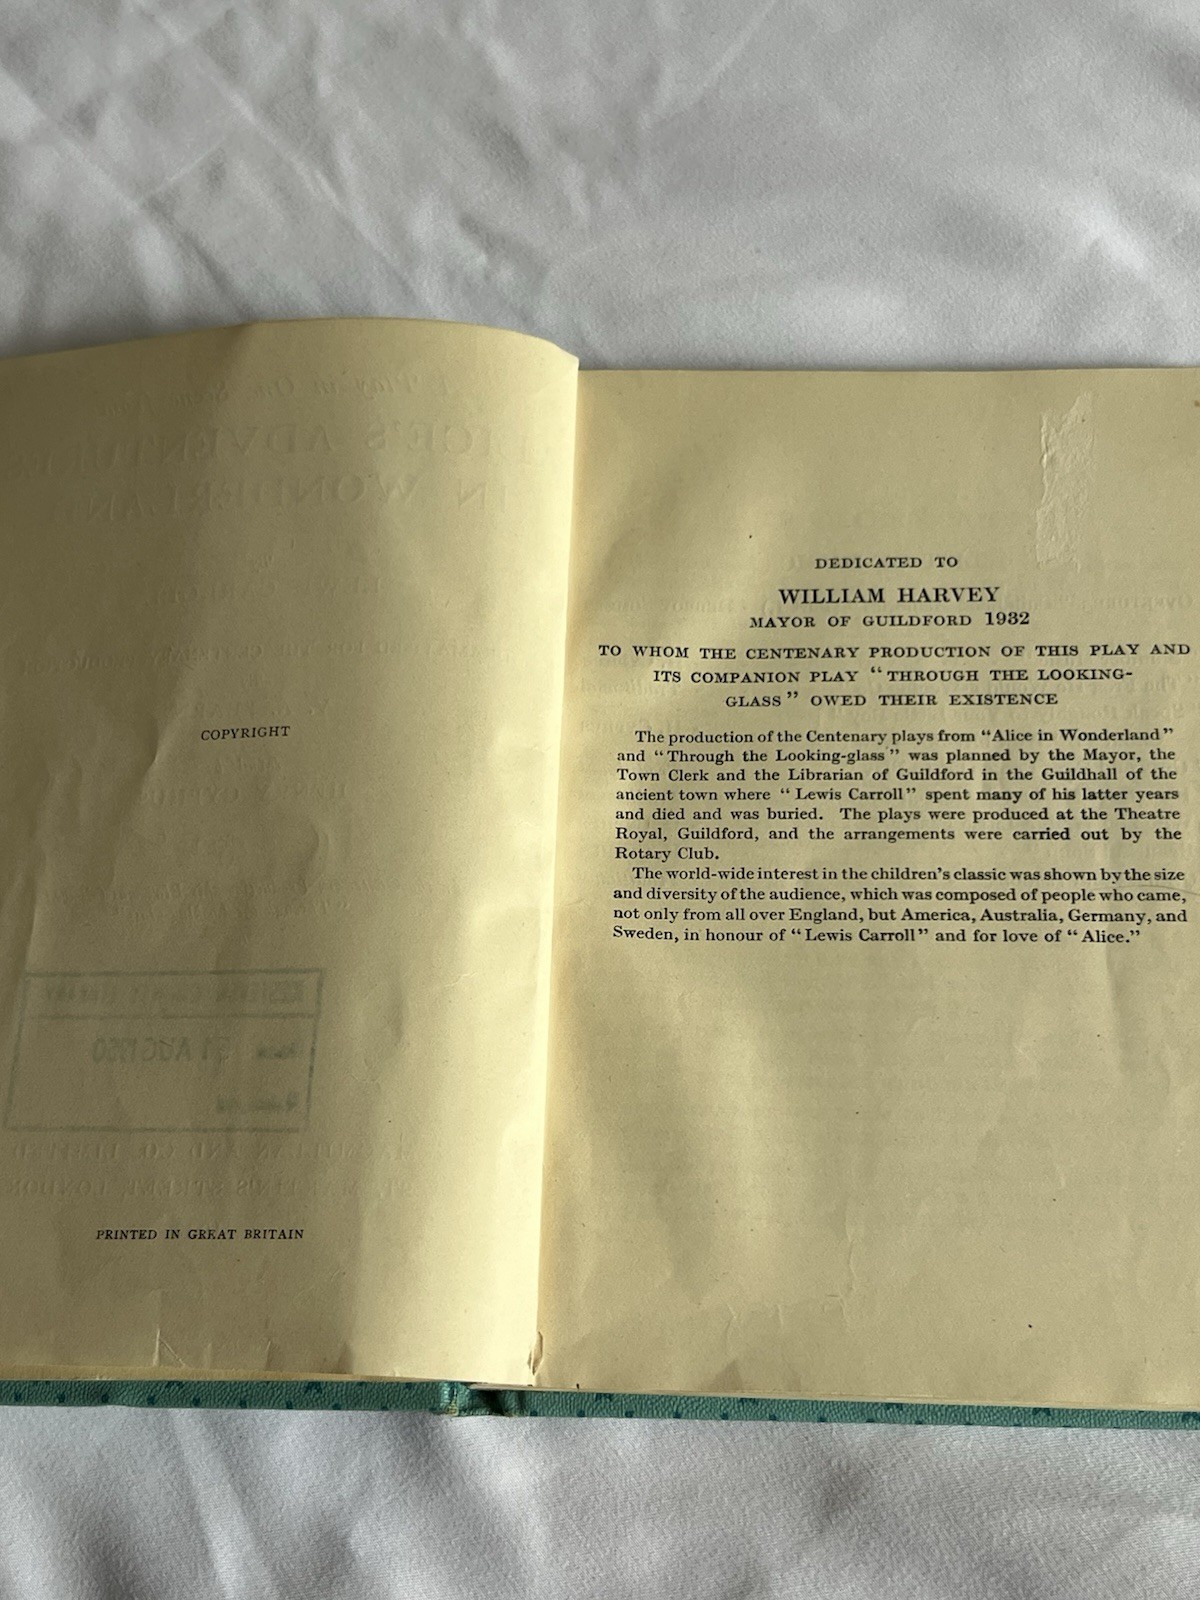 COPYRIGHT
PRINTED IN GREAT BRITAIN
DEDICATED TO
WILLIAM HARVEY
MAYOR OF GUILDFORD 1932
TO WHOM THE CENTENARY PRODUCTION OF THIS PLAY AND
ITS COMPANION PLAY “THROUGH THE LOOKING-
GLASS” OWED THEIR EXISTENCE
The production of the Centenary plays from “Alice in Wonderland”
and “Through the Looking-glass” was planned by the Mayor, the
Town Clerk and the Librarian of Guildford in the Guildhall of the
ancient town where “Lewis Carroll” spent many of his latter years
and died and was buried. The plays were produced at the Theatre
Royal, Guildford, and the arrangements were carried out by the
Rotary Club.
The world-wide interest in the children’s classic was shown by the size
and diversity of the audience, which was composed of people who came,
not only from all over England, but America, Australia, Germany, and
Sweden, in honour of “Lewis Carroll” and for love of “Alice.”